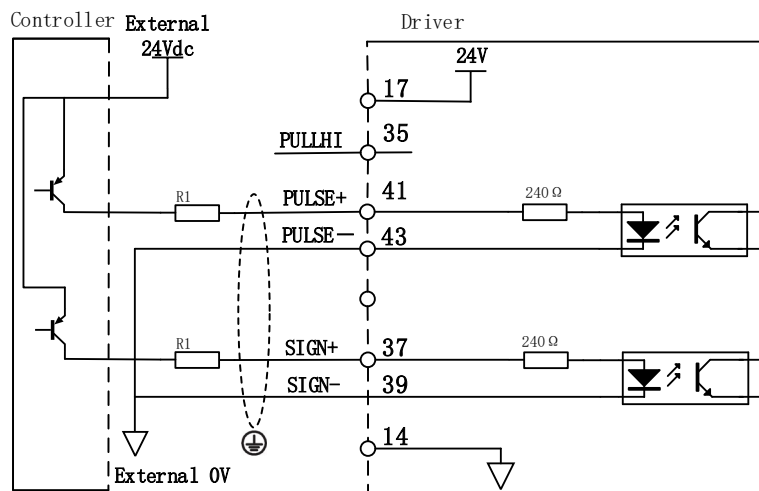 Controller
External
24Vdc
Driver
24V
17
PULLHI
35
R1
PULSE+
41
240Ω
PULSE—
43
R1
SIGN+
37
240Ω
SIGN-
39
14
External 0V